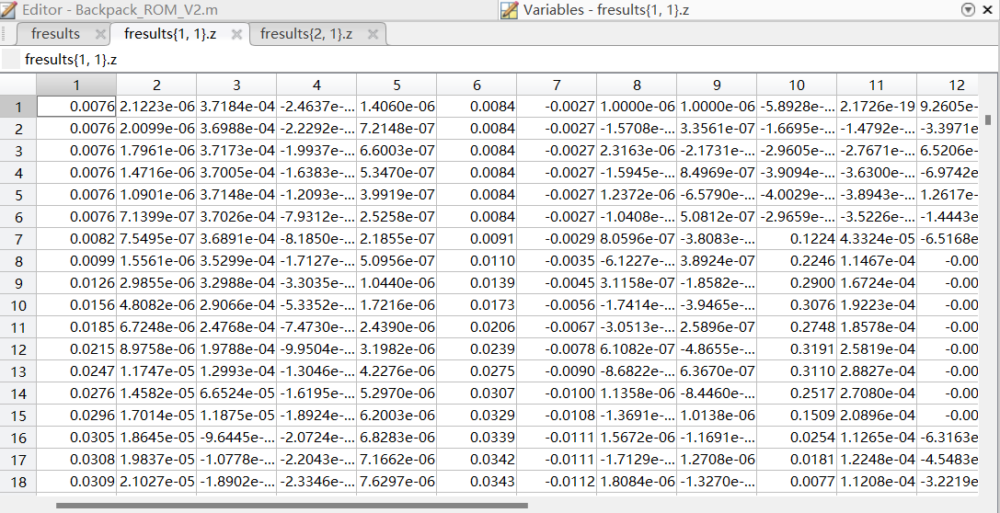 Editor - Backpack_ROM_V2.m Variables - fresults{1, 1}.z
fresults fresults{1, 1}.z fresults{2, 1}.z
fresults{1, 1}.z
1 2 3 4 5 6 7 8 9 10 11 12
1 0.0076 2.1223e-06 3.7184e-04 -2.4637e-... 1.4060e-06 0.0084 -0.0027 1.0000e-06 1.0000e-06 -5.8928e-... 2.1726e-19 9.2605e-
2 0.0076 2.0099e-06 3.6988e-04 -2.2292e-... 7.2148e-07 0.0084 -0.0027 -1.5708e-... 3.3561e-07 -1.6695e-... -1.4792e-... -3.3971e-
3 0.0076 1.7961e-06 3.7173e-04 -1.9937e-... 6.6003e-07 0.0084 -0.0027 2.3163e-06 -2.1731e-... -2.9605e-... -2.7671e-... 6.5206e-
4 0.0076 1.4716e-06 3.7005e-04 -1.6383e-... 5.3470e-07 0.0084 -0.0027 -1.5945e-... 8.4969e-07 -3.9094e-... -3.6300e-... -6.9742e-
5 0.0076 1.0901e-06 3.7148e-04 -1.2093e-... 3.9919e-07 0.0084 -0.0027 1.2372e-06 -6.5790e-... -4.0029e-... -3.8943e-... 1.2617e-
6 0.0076 7.1399e-07 3.7026e-04 -7.9312e-... 2.5258e-07 0.0084 -0.0027 -1.0408e-... 5.0812e-07 -2.9659e-... -3.5226e-... -1.4443e-
7 0.0082 7.5495e-07 3.6891e-04 -8.1850e-... 2.1855e-07 0.0091 -0.0029 8.0596e-07 -3.8083e-... 0.1224 4.3324e-05 -6.5168e-
8 0.0099 1.5561e-06 3.5299e-04 -1.7127e-... 5.0956e-07 0.0110 -0.0035 -6.1227e-... 3.8924e-07 0.2246 1.1467e-04 -0.00
9 0.0126 2.9855e-06 3.2988e-04 -3.3035e-... 1.0440e-06 0.0139 -0.0045 3.1158e-07 -1.8582e-... 0.2900 1.6724e-04 -0.00
10 0.0156 4.8082e-06 2.9066e-04 -5.3352e-... 1.7216e-06 0.0173 -0.0056 -1.7414e-... -3.9465e-... 0.3076 1.9223e-04 -0.00
11 0.0185 6.7248e-06 2.4768e-04 -7.4730e-... 2.4390e-06 0.0206 -0.0067 -3.0513e-... 2.5896e-07 0.2748 1.8578e-04 -0.00
12 0.0215 8.9758e-06 1.9788e-04 -9.9504e-... 3.1982e-06 0.0239 -0.0078 6.1082e-07 -4.8655e-... 0.3191 2.5819e-04 -0.00
13 0.0247 1.1747e-05 1.2993e-04 -1.3046e-... 4.2276e-06 0.0275 -0.0090 -8.6822e-... 6.3670e-07 0.3110 2.8827e-04 -0.00
14 0.0276 1.4582e-05 6.6524e-05 -1.6195e-... 5.2970e-06 0.0307 -0.0100 1.1358e-06 -8.4460e-... 0.2517 2.7080e-04 -0.00
15 0.0296 1.7014e-05 1.1875e-05 -1.8924e-... 6.2003e-06 0.0329 -0.0108 -1.3691e-... 1.0138e-06 0.1509 2.0896e-04 -0.00
16 0.0305 1.8645e-05 -9.6445e-... -2.0724e-... 6.8283e-06 0.0339 -0.0111 1.5672e-06 -1.1691e-... 0.0254 1.1265e-04 -6.3163e
17 0.0308 1.9837e-05 -1.0778e-... -2.2043e-... 7.1662e-06 0.0342 -0.0111 -1.7129e-... 1.2708e-06 0.0181 1.2248e-04 -4.5483e
18 0.0309 2.1027e-05 -1.8902e-... -2.3346e-... 7.6297e-06 0.0343 -0.0112 1.8084e-06 -1.3270e-... 0.0077 1.1208e-04 -3.2219e